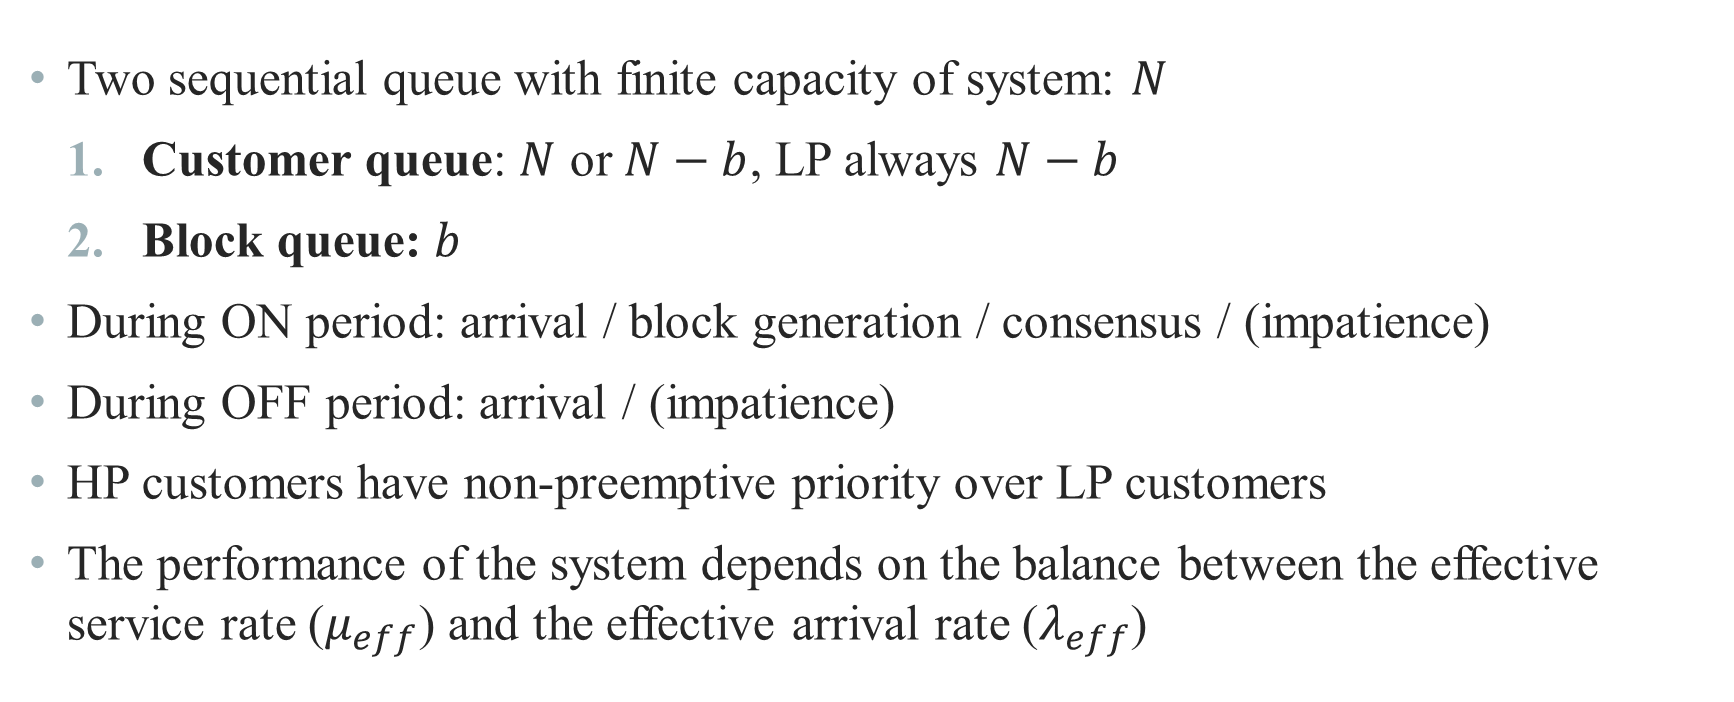 • Two sequential queue with finite capacity of system: N
1. Customer queue: N or N − b, LP always N − b
2. Block queue: b
• During ON period: arrival / block generation / consensus / (impatience)
• During OFF period: arrival / (impatience)
• HP customers have non-preemptive priority over LP customers
• The performance of the system depends on the balance between the effective
service rate (μ_eff) and the effective arrival rate (λ_eff)